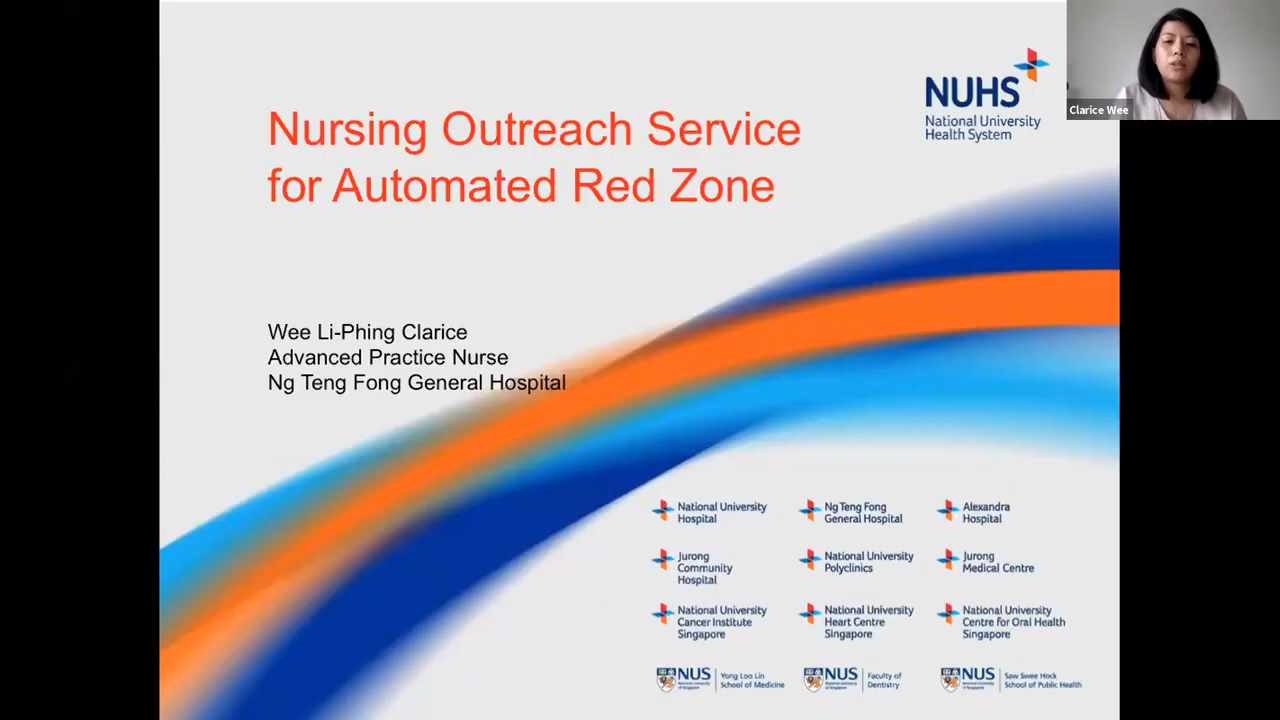 Nursing Outreach Service
for Automated Red Zone
NUHS
National University
Health System
Clarice Wee
Wee Li-Phing Clarice
Advanced Practice Nurse
Ng Teng Fong General Hospital
National University
Hospital
Ng Teng Fong
General Hospital
Alexandra
Hospital
Jurong
Community
Hospital
National University
Polyclinics
Jurong
Medical Centre
National University
Cancer Institute
Singapore
National University
Heart Centre
Singapore
National University
Centre for Oral Health
Singapore
NUS
Yong Loo Lin
School of Medicine
NUS
Faculty of
Dentistry
NUS
Saw Swee Hock
School of Public Health